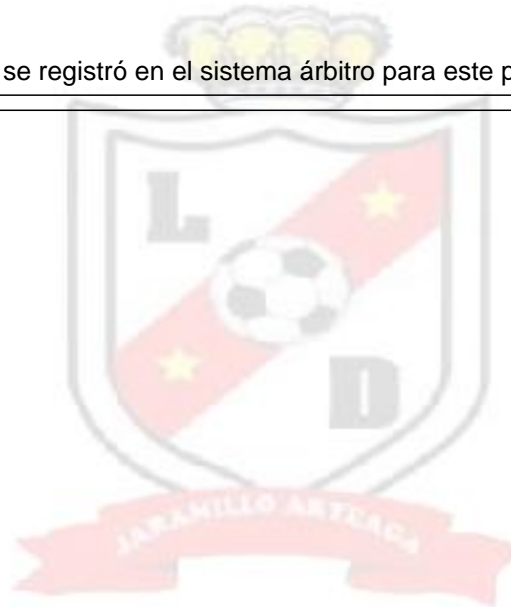 se registró en el sistema árbitro para este p
L
D
JARAMILLO ARTEAGA